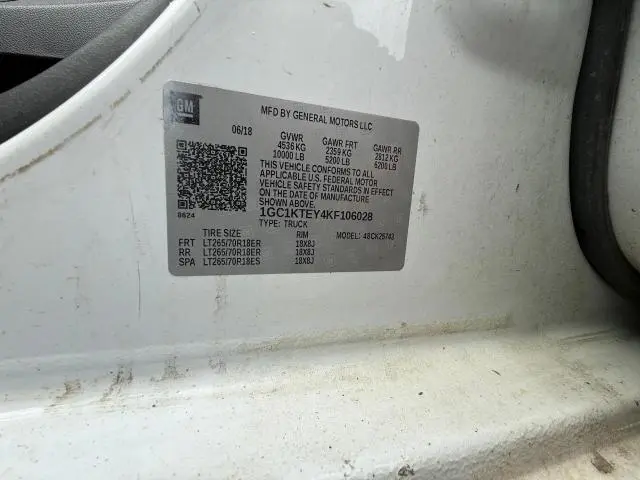 GM
MFD BY GENERAL MOTORS LLC
06/18 GVWR GAWR FRT GAWR RR
4536 KG 2359 KG 2812 KG
10000 LB 5200 LB 6200 LB
THIS VEHICLE CONFORMS TO ALL
APPLICABLE U.S. FEDERAL MOTOR
VEHICLE SAFETY STANDARDS IN EFFECT
ON THE DATE OF MANUFACTURE
SHOWN ABOVE.
8624 1GC1KTEY4KF106028
TYPE: TRUCK
TIRE SIZE RIM MODEL: 48CK25743
FRT LT265/70R18ER 18X8J
RR LT265/70R18ER 18X8J
SPA LT265/70R18ES 18X8J